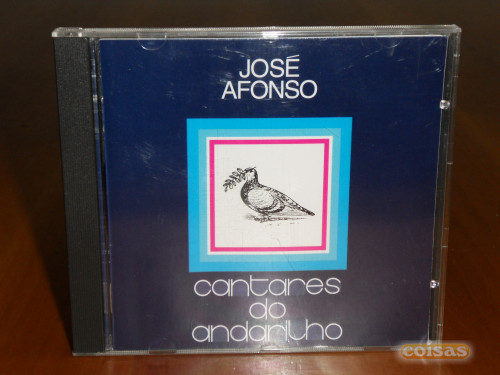 JOSÉ
AFONSO
cantares
do
andarilho
coisas